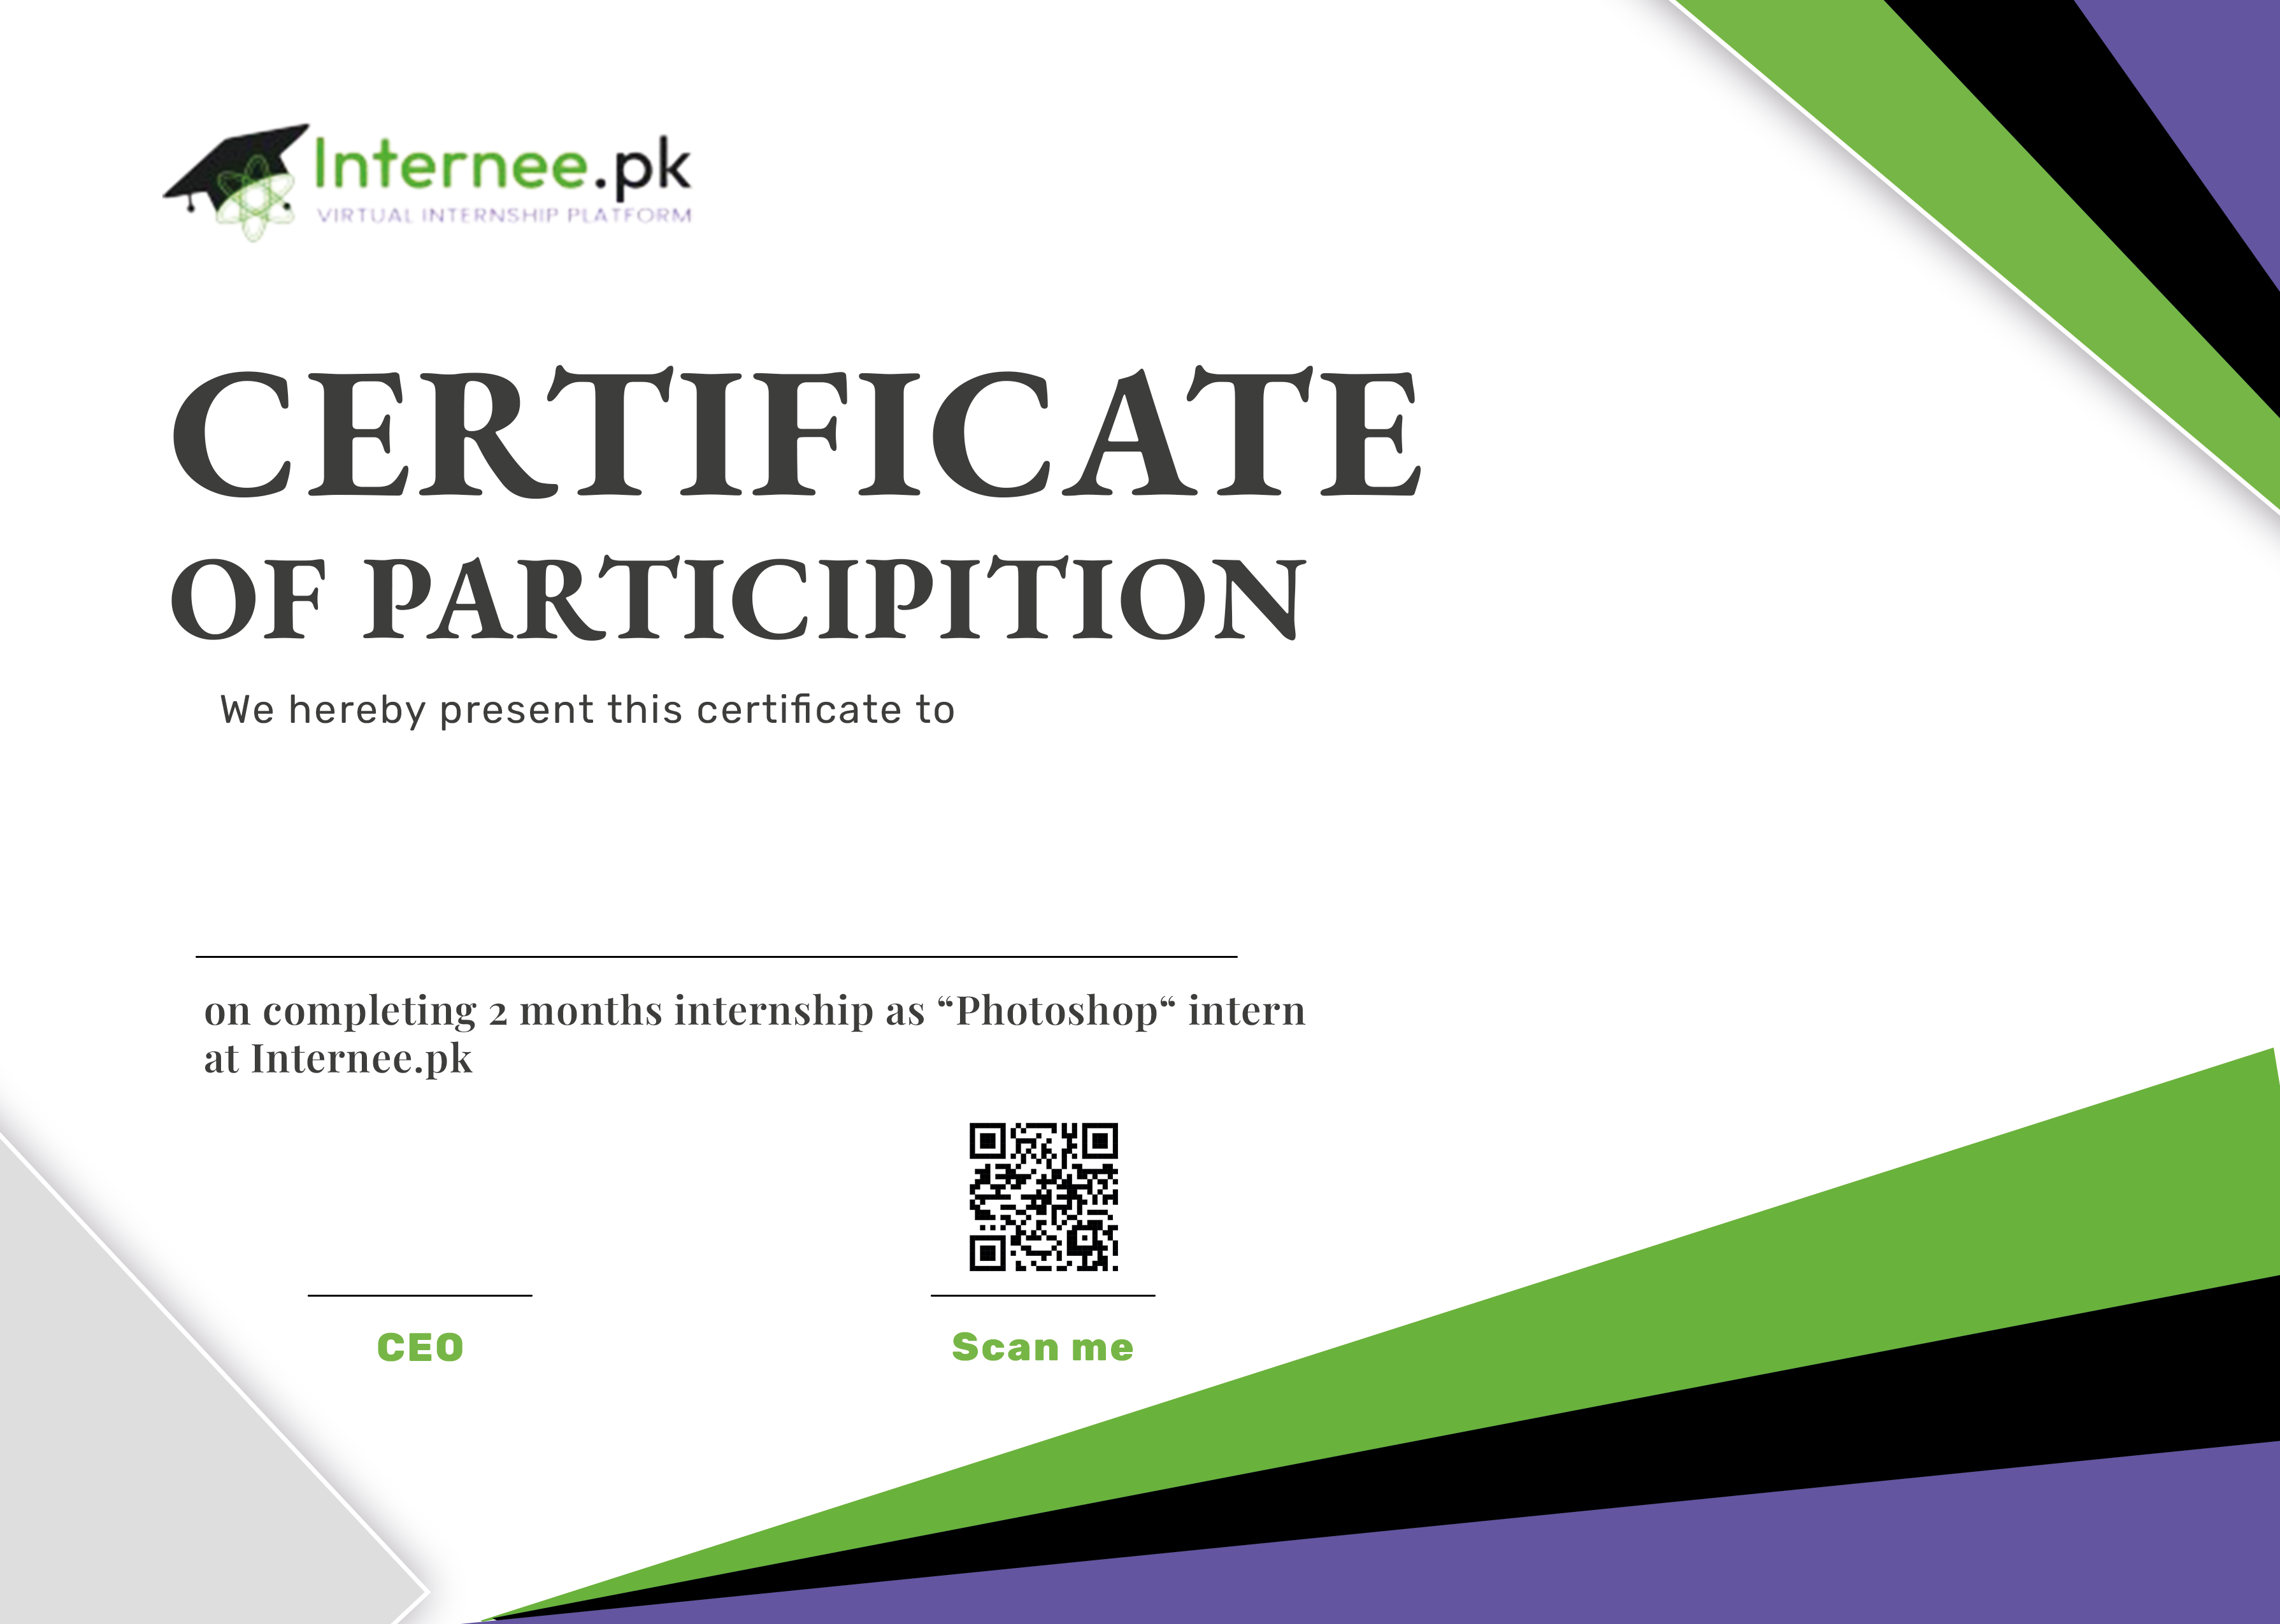 Internee.pk
VIRTUAL INTERNSHIP PLATFORM
CERTIFICATE
OF PARTICIPITION
We hereby present this certificate to
on completing 2 months internship as “Photoshop“ intern
at Internee.pk
CEO
Scan me